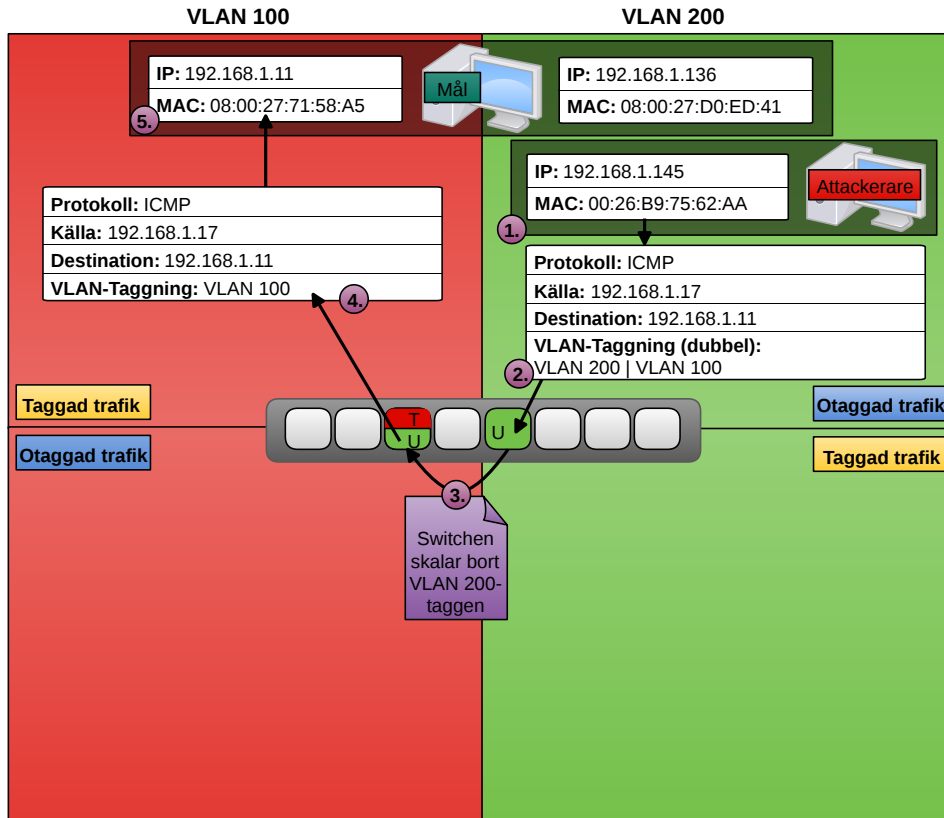 VLAN 100
VLAN 200
IP: 192.168.1.11
MAC: 08:00:27:71:58:A5
5.
Mål
IP: 192.168.1.136
MAC: 08:00:27:D0:ED:41
IP: 192.168.1.145
MAC: 00:26:B9:75:62:AA
Attackerare
1.
Protokoll: ICMP
Källa: 192.168.1.17
Destination: 192.168.1.11
VLAN-Taggning: VLAN 100
4.
Protokoll: ICMP
Källa: 192.168.1.17
Destination: 192.168.1.11
VLAN-Taggning (dubbel):
VLAN 200 | VLAN 100
2.
Taggad trafik
Otaggad trafik
T
U
U
Otaggad trafik
Taggad trafik
3.
Switchen
skalar bort
VLAN 200-
taggen